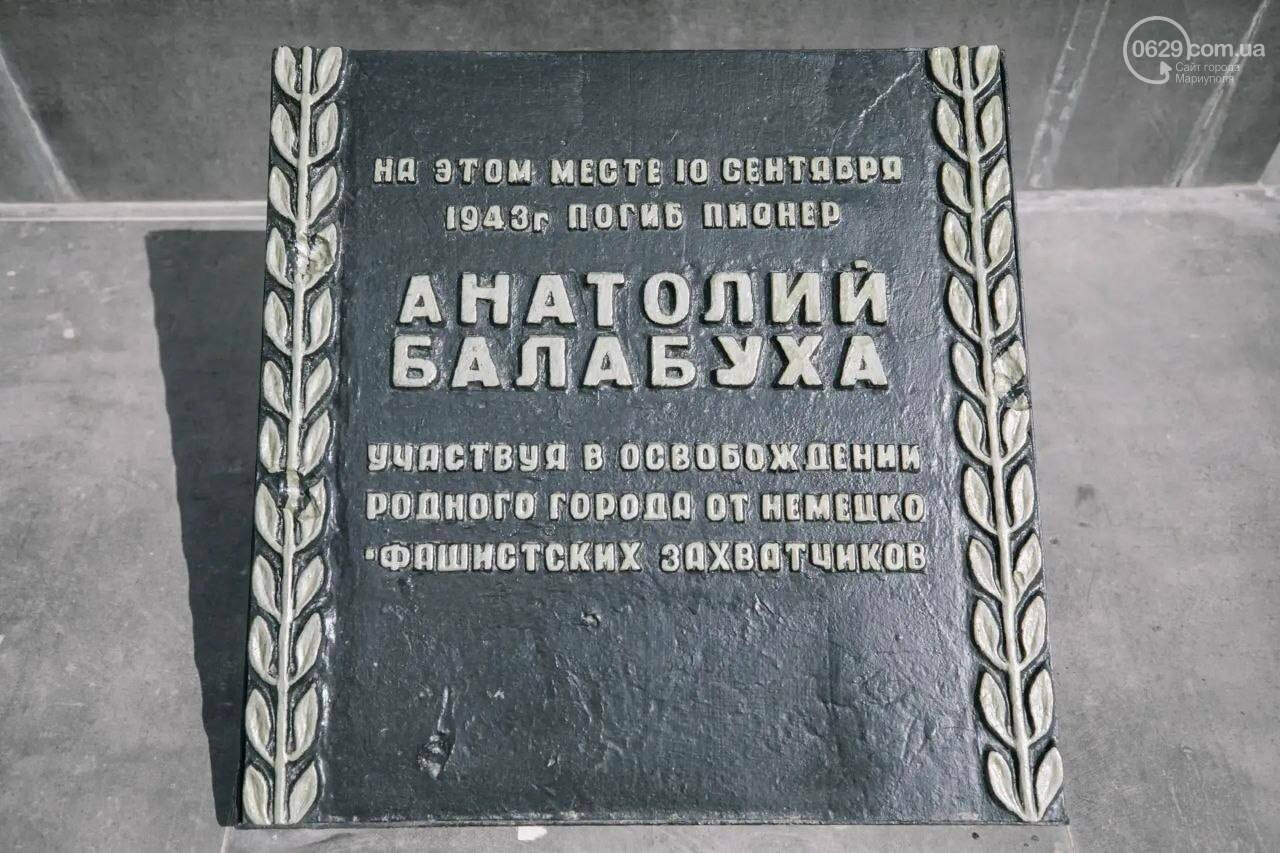 0629 com.ua
Сайт города
Мариуполя
НА ЭТОМ МЕСТЕ 10 СЕНТЯБРЯ
1943г ПОГИБ ПИОНЕР
АНАТОЛИЙ
БАЛАБУХА
УЧАСТВУЯ В ОСВОБОЖДЕНИИ
РОДНОГО ГОРОДА ОТ НЕМЕЦКО
-ФАШИСТСКИХ ЗАХВАТЧИКОВ